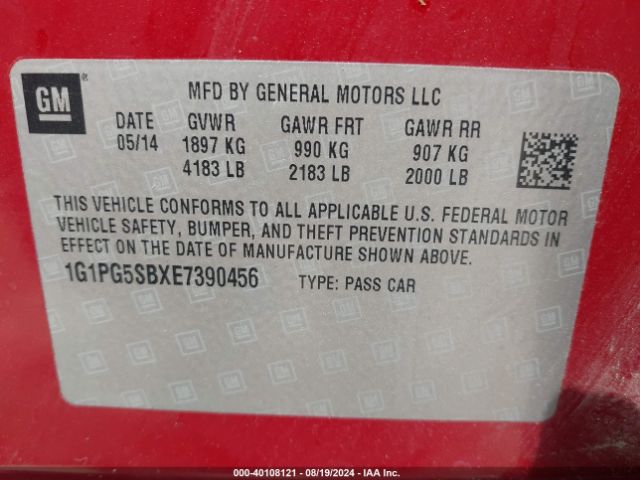 GM ®
MFD BY GENERAL MOTORS LLC
DATE GVWR GAWR FRT GAWR RR
05/14 1897 KG 990 KG 907 KG
4183 LB 2183 LB 2000 LB
THIS VEHICLE CONFORMS TO ALL APPLICABLE U.S. FEDERAL MOTOR
VEHICLE SAFETY, BUMPER, AND THEFT PREVENTION STANDARDS IN
EFFECT ON THE DATE OF MANUFACTURE SHOWN ABOVE.
1G1PG5SBXE7390456 TYPE: PASS CAR
000-40108121 - 08/19/2024 - IAA Inc.